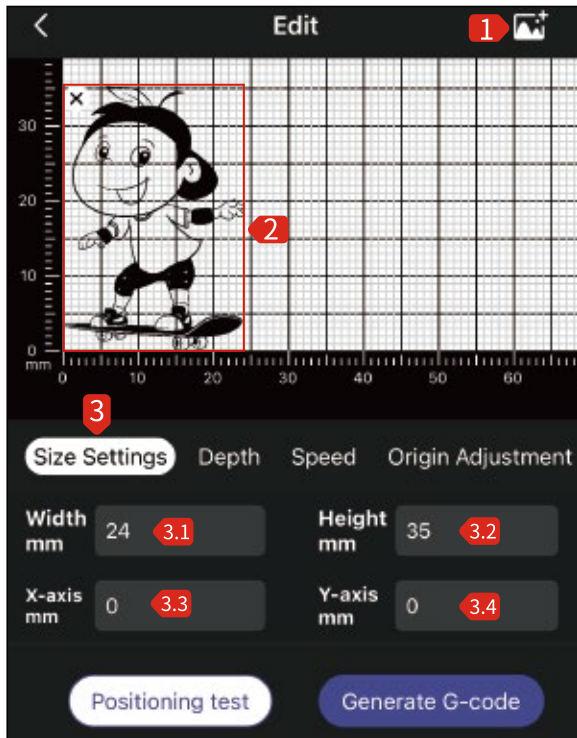 Edit
1
30
20
10
0
mm
0 10 20 30 40 50 60
2
3
Size Settings Depth Speed Origin Adjustment
Width mm 24 3.1 Height mm 35 3.2
X-axis mm 0 3.3 Y-axis mm 0 3.4
Positioning test Generate G-code